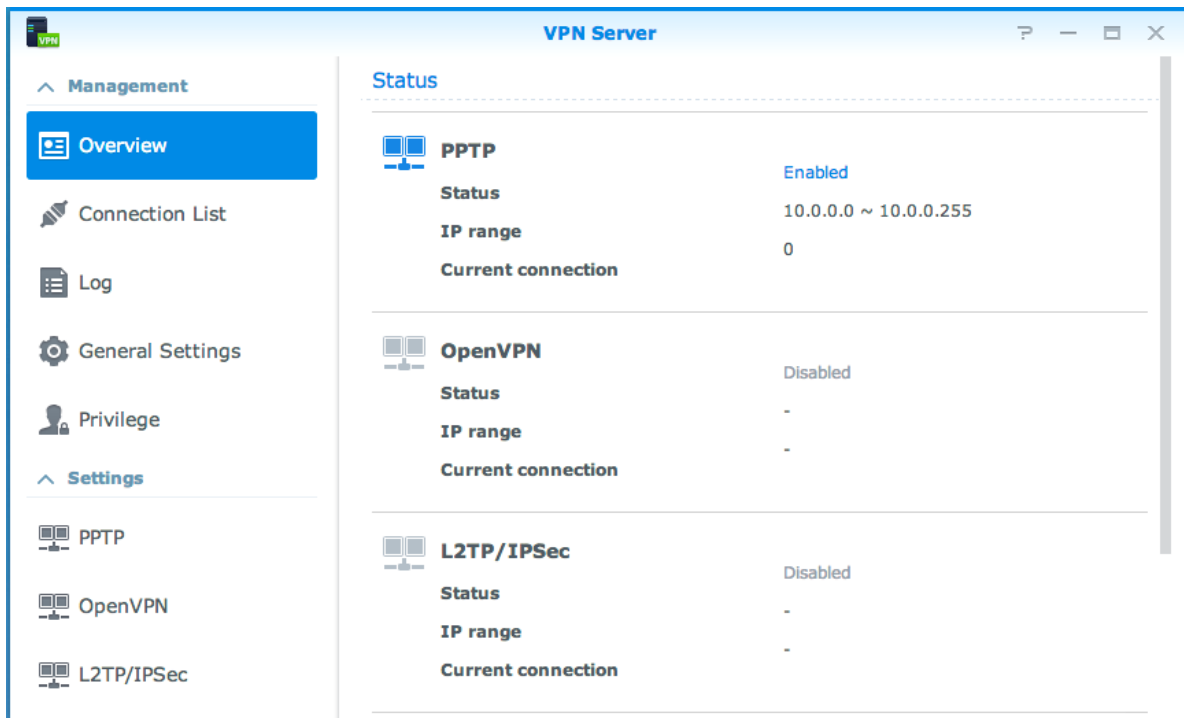 VPN
VPN Server
Management
Overview
Connection List
Log
General Settings
Privilege
Settings
PPTP
OpenVPN
L2TP/IPSec
Status
PPTP
Enabled
Status
10.0.0.0 ~ 10.0.0.255
IP range
0
Current connection
OpenVPN
Disabled
Status
-
IP range
-
Current connection
L2TP/IPSec
Disabled
Status
-
IP range
-
Current connection